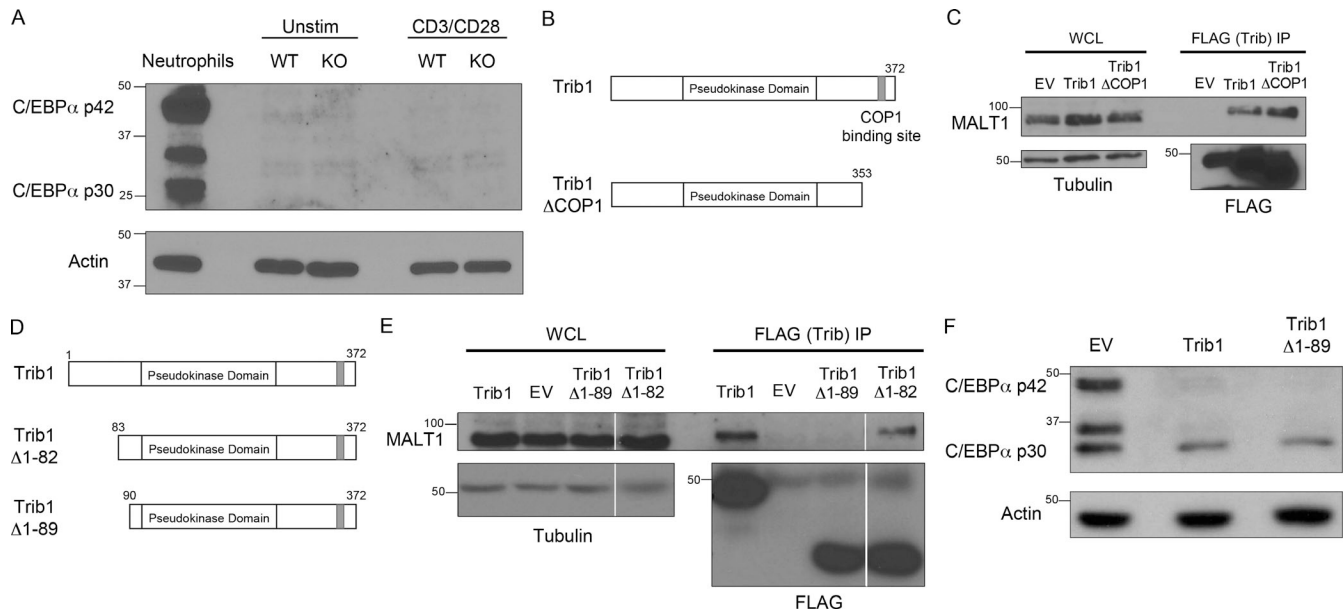 A
Unstim
CD3/CD28
Neutrophils
WT
KO
WT
KO
50
C/EBPα p42
37
C/EBPα p30
25
50
Actin
37
B
Trib1
Pseudokinase Domain
372
COP1
binding site
Trib1
ΔCOP1
Pseudokinase Domain
353
C
WCL
FLAG (Trib) IP
EV
Trib1
Trib1
ΔCOP1
EV
Trib1
Trib1
ΔCOP1
100
MALT1
50
Tubulin
50
FLAG
D
1
372
Trib1
Pseudokinase Domain
83
372
Trib1
Δ1-82
Pseudokinase Domain
90
372
Trib1
Δ1-89
Pseudokinase Domain
E
WCL
FLAG (Trib) IP
Trib1
EV
Trib1
Δ1-89
Trib1
Δ1-82
Trib1
EV
Trib1
Δ1-89
Trib1
Δ1-82
100
MALT1
50
Tubulin
50
FLAG
F
EV
Trib1
Trib1
Δ1-89
50
C/EBPα p42
37
C/EBPα p30
50
Actin